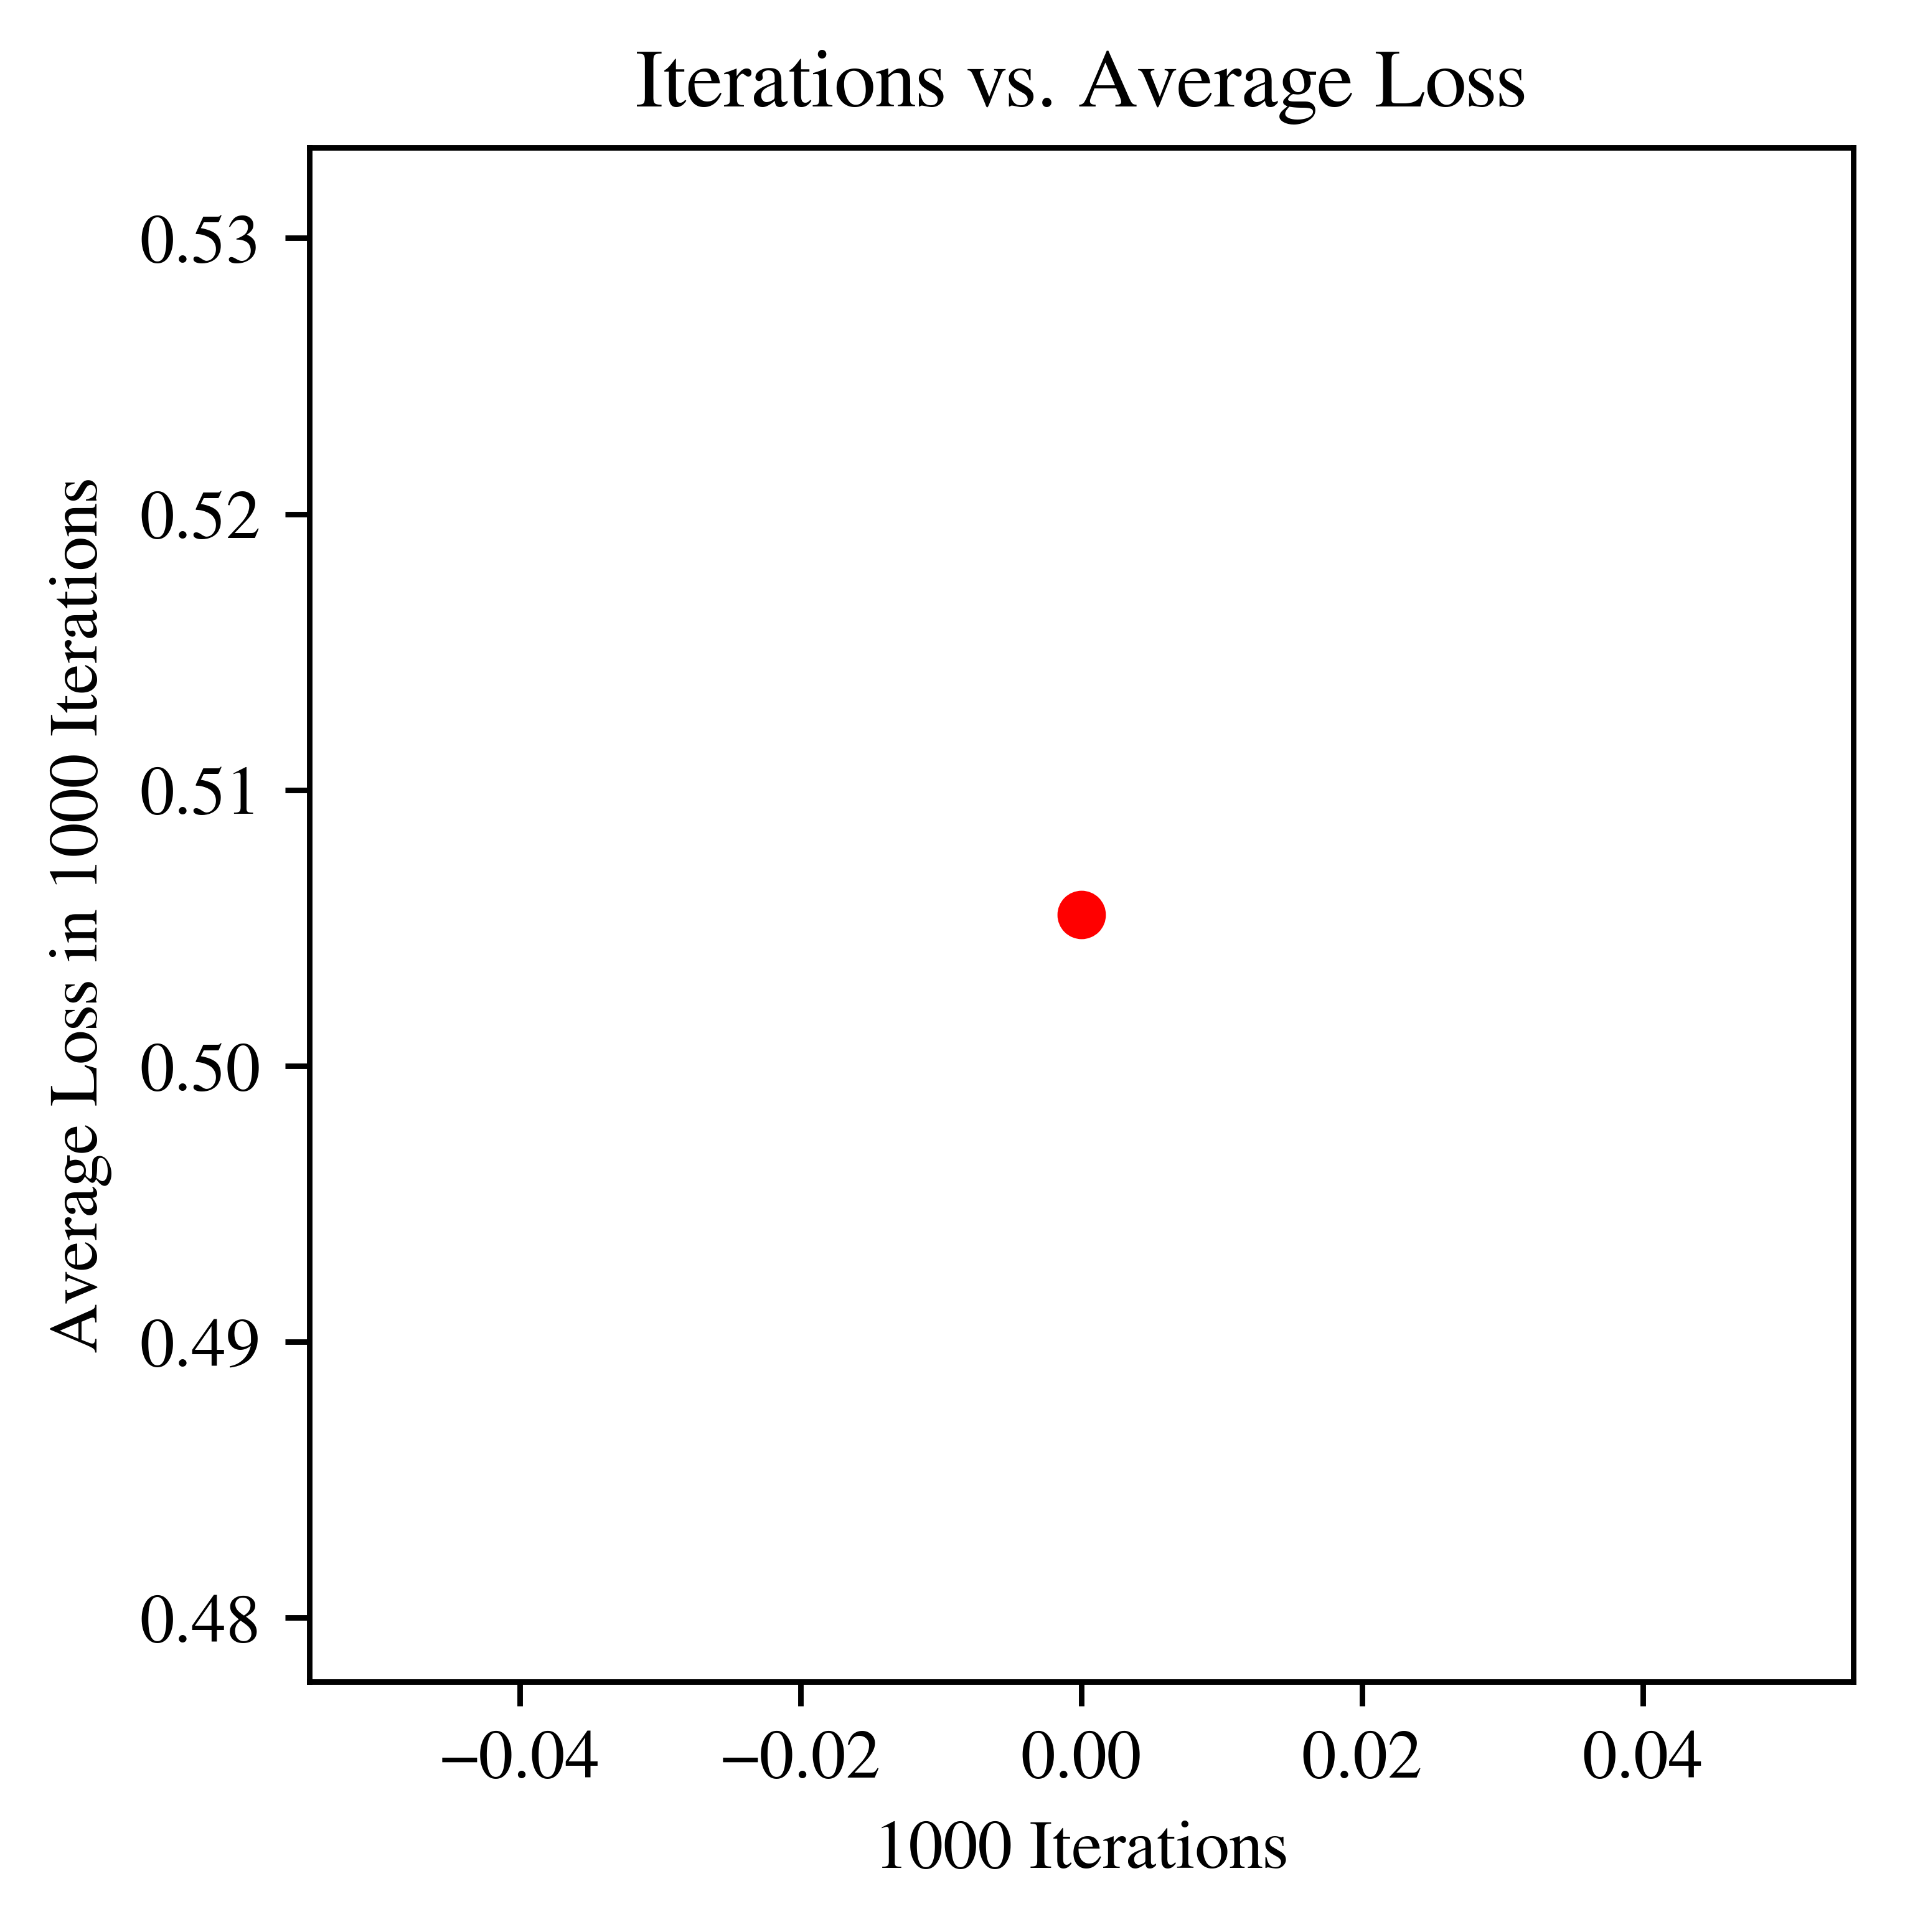 Iterations vs. Average Loss
Average Loss in 1000 Iterations
0.53
0.52
0.51
0.50
0.49
0.48
−0.04 −0.02 0.00 0.02 0.04
1000 Iterations